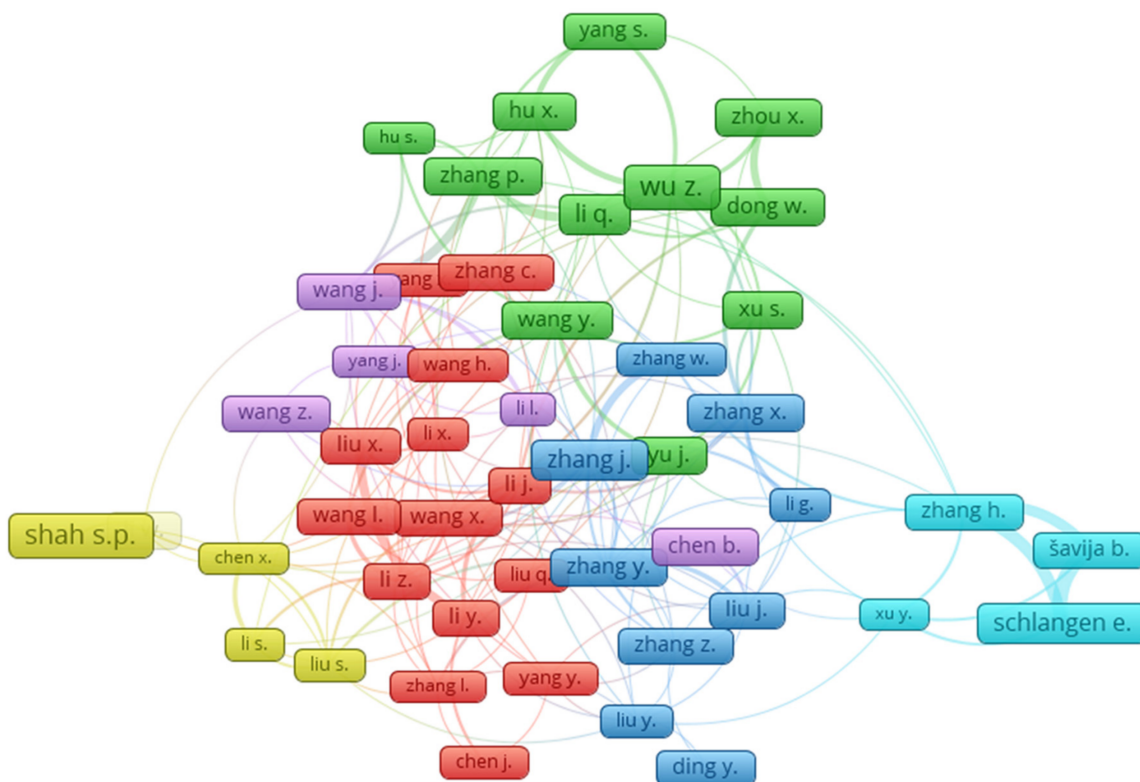 yang s.
hu x.
zhou x.
hu s.
zhang p.
wu z.
li q.
dong w.
zhang c.
wang j.
xu s.
wang y.
zhang w.
yang j.
wang h.
li l.
wang z.
zhang x.
liu x.
li x.
zhang j.
yu j.
li j.
li g.
zhang h.
wang l.
wang x.
shah s.p.
chen b.
šavija b.
chen x.
zhang y.
liu q.
li z.
liu j.
xu y.
schlangen e.
li y.
li s.
zhang z.
liu s.
yang y.
zhang l.
liu y.
chen j.
ding y.